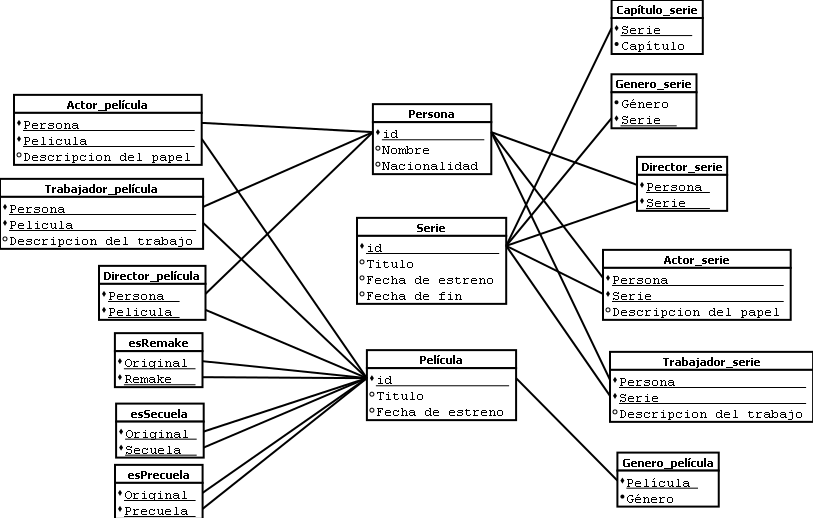 Capítulo_serie
Serie
Capítulo
Genero_serie
Género
Serie
Actor_película
Persona
Pelicula
Descripcion del papel
Persona
id
Nombre
Nacionalidad
Director_serie
Persona
Serie
Trabajador_película
Persona
Pelicula
Descripcion del trabajo
Serie
id
Titulo
Fecha de estreno
Fecha de fin
Actor_serie
Persona
Serie
Descripcion del papel
Director_película
Persona
Pelicula
esRemake
Original
Remake
Película
id
Titulo
Fecha de estreno
Trabajador_serie
Persona
Serie
Descripcion del trabajo
esSecuela
Original
Secuela
esPrecuela
Original
Precuela
Genero_película
Película
Género